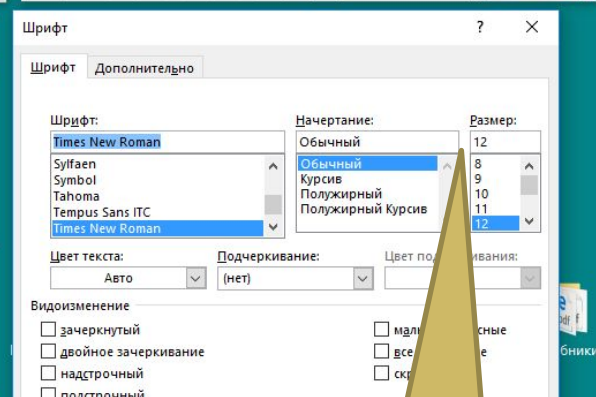 Шрифт
Шрифт Дополнительно
Шрифт: Начертание: Размер:
Times New Roman Обычный 12
Sylfaen Обычный 8
Symbol Курсив 9
Tahoma Полужирный 10
Tempus Sans ITC Полужирный Курсив 11
Times New Roman 12
Цвет текста: Подчеркивание:
Цвет
Авто (нет)
Видоизменение
зачеркнутый
двойное зачеркивание
надстрочный
подстрочный